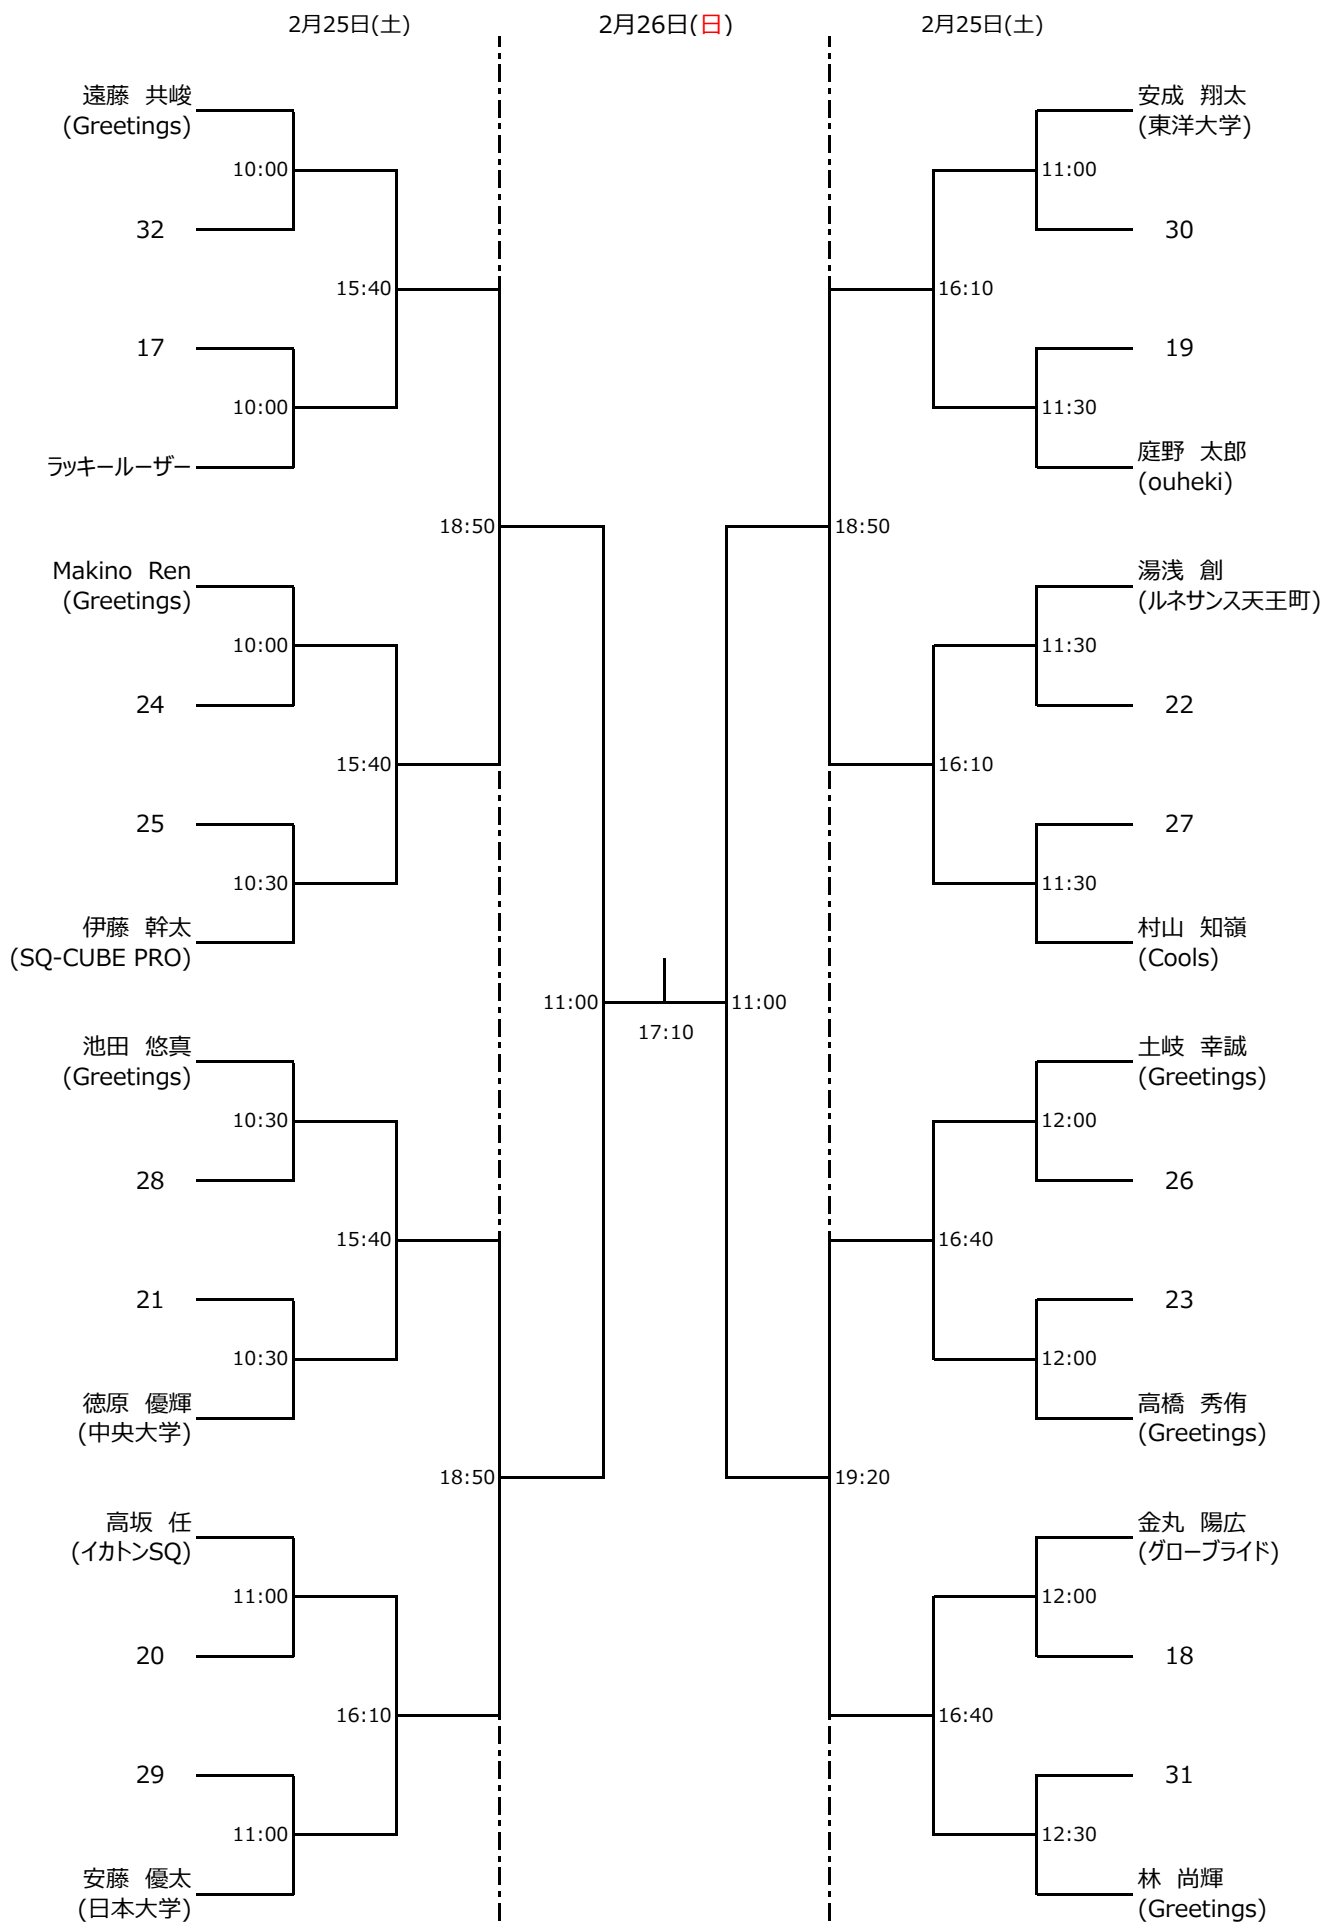 2月25日(土)
2月26日(日)
2月25日(土)
遠藤 共峻
(Greetings)
10:00
32
15:40
17
10:00
ラッキールーザー
18:50
Makino Ren
(Greetings)
10:00
24
15:40
25
10:30
伊藤 幹太
(SQ-CUBE PRO)
11:00
池田 悠真
(Greetings)
10:30
28
15:40
21
10:30
徳原 優輝
(中央大学)
18:50
高坂 任
(イカトンSQ)
11:00
20
16:10
29
11:00
安藤 優太
(日本大学)
17:10
安成 翔太
(東洋大学)
11:00
30
16:10
19
11:30
庭野 太郎
(ouheki)
18:50
湯浅 創
(ルネサンス天王町)
11:30
22
16:10
27
11:30
村山 知嶺
(Cools)
11:00
土岐 幸誠
(Greetings)
12:00
26
16:40
23
12:00
高橋 秀侑
(Greetings)
19:20
金丸 陽広
(グローブライド)
12:00
18
16:40
31
12:30
林 尚輝
(Greetings)